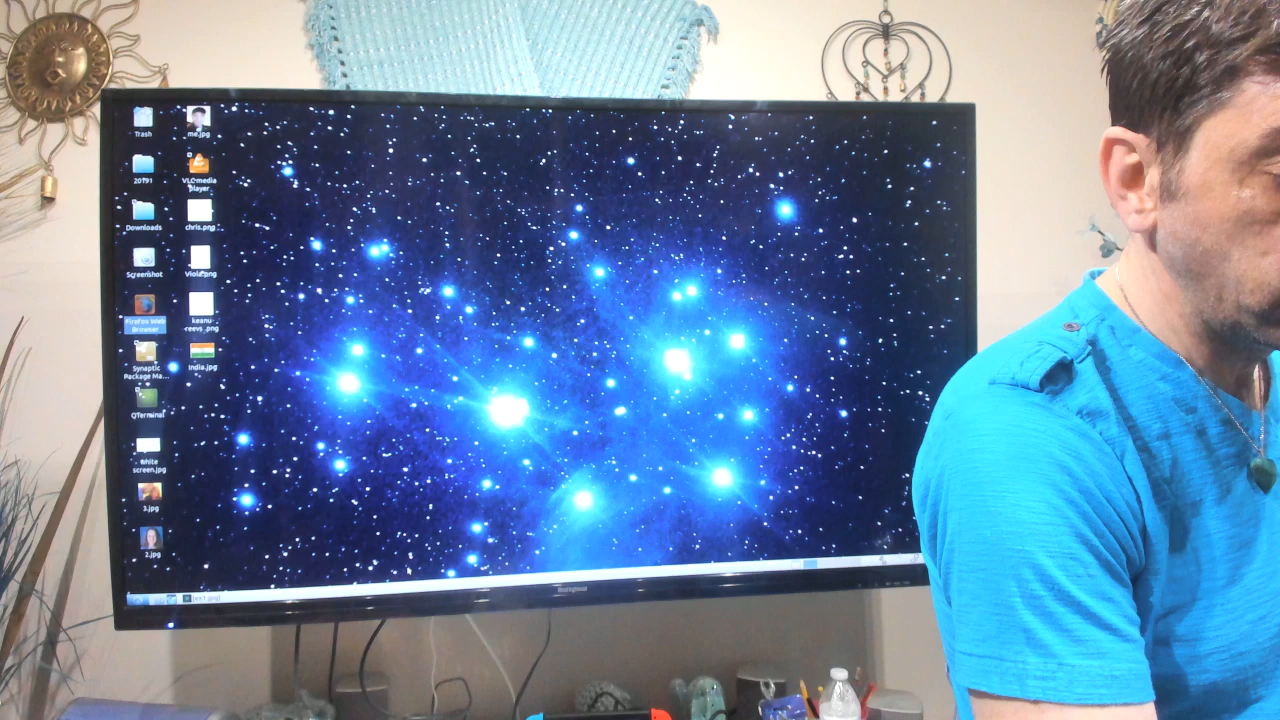 Trash
me.jpg
20191
VLC media
player
Downloads
chris.png
Screenshot
Viola.png
Firefox Web
Browser
keanu-
reevs .png
Synaptic
Package Ma...
india.jpg
QTerminal
white
screen.jpg
3.jpg
2.jpg
Westinghouse